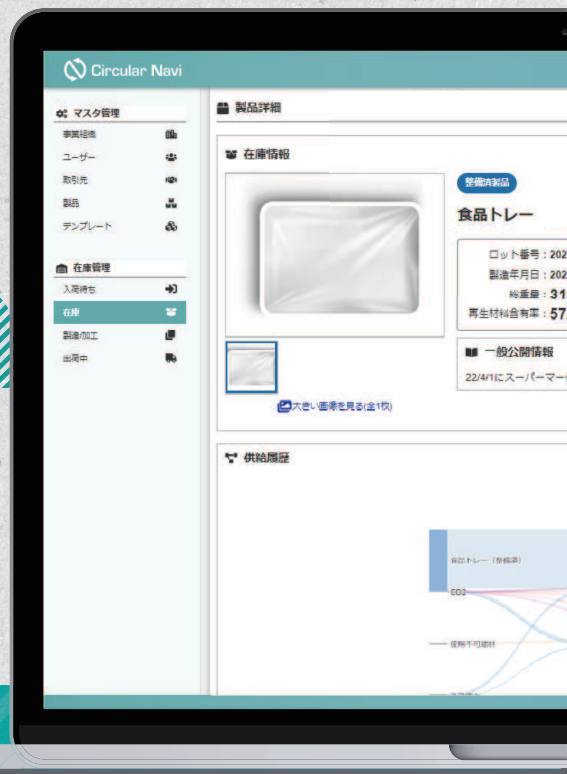 Circular Navi
マスタ管理
事業組織
ユーザー
取引先
製品
テンプレート
在庫管理
入荷待ち
在庫
製造/加工
出荷中
製品詳細
在庫情報
整備済製品
食品トレー
ロット番号：202
製造年月日：202
総重量：31
再生材料含有率：57
一般公開情報
22/4/1にスーパーマー
大きい画像を見る(全1枚)
供給履歴
食品トレー（整備済）
CO2
使用不可部材